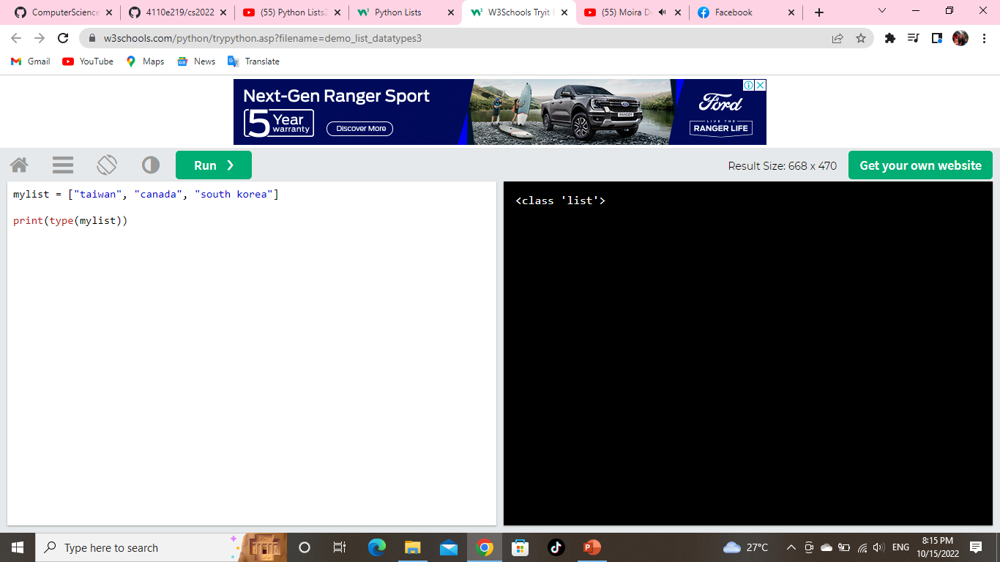 ComputerScience
4110e219/cs2022
(55) Python Lists
Python Lists
W3Schools Tryit
(55) Moira D
Facebook
w3schools.com/python/trypython.asp?filename=demo_list_datatypes3
Gmail
YouTube
Maps
News
Translate
Next-Gen Ranger Sport
5 Year warranty
Discover More
RANGER
Ford
LIVE THE
RANGER LIFE
Run ❯
Result Size: 668 x 470
Get your own website
mylist = ["taiwan", "canada", "south korea"]
print(type(mylist))
<class 'list'>
Type here to search
27°C
ENG
8:15 PM
10/15/2022